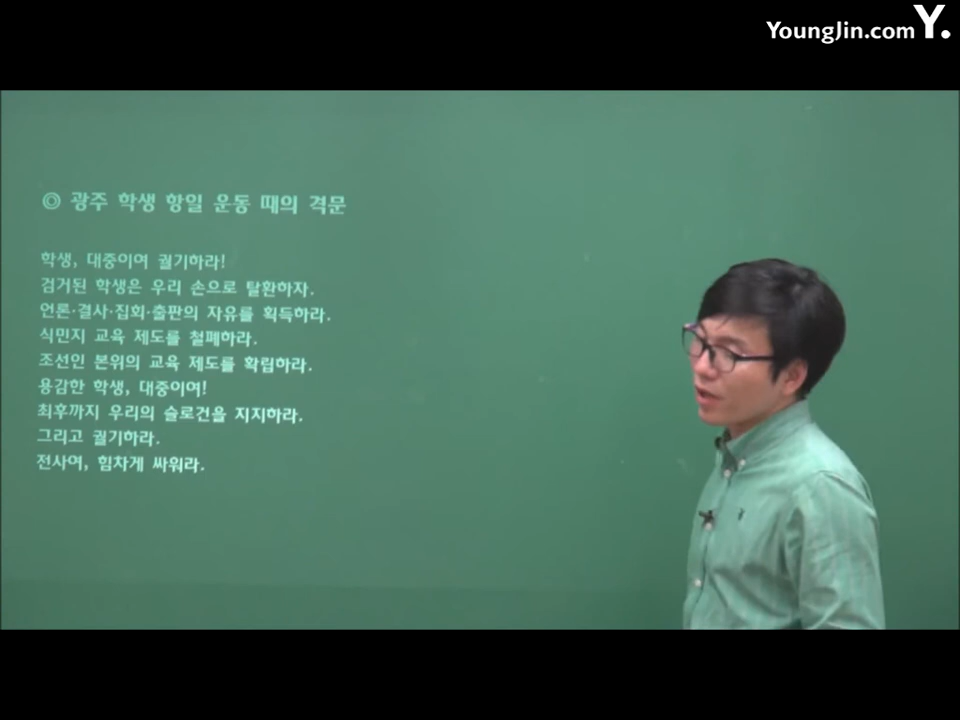 YoungJin.com Y.
◎ 광주 학생 항일 운동 때의 격문
학생, 대중이여 궐기하라!
검거된 학생은 우리 손으로 탈환하자.
언론·결사·집회·출판의 자유를 획득하라.
식민지 교육 제도를 철폐하라.
조선인 본위의 교육 제도를 확립하라.
용감한 학생, 대중이여!
최후까지 우리의 슬로건을 지지하라.
그리고 궐기하라.
전사여, 힘차게 싸워라.